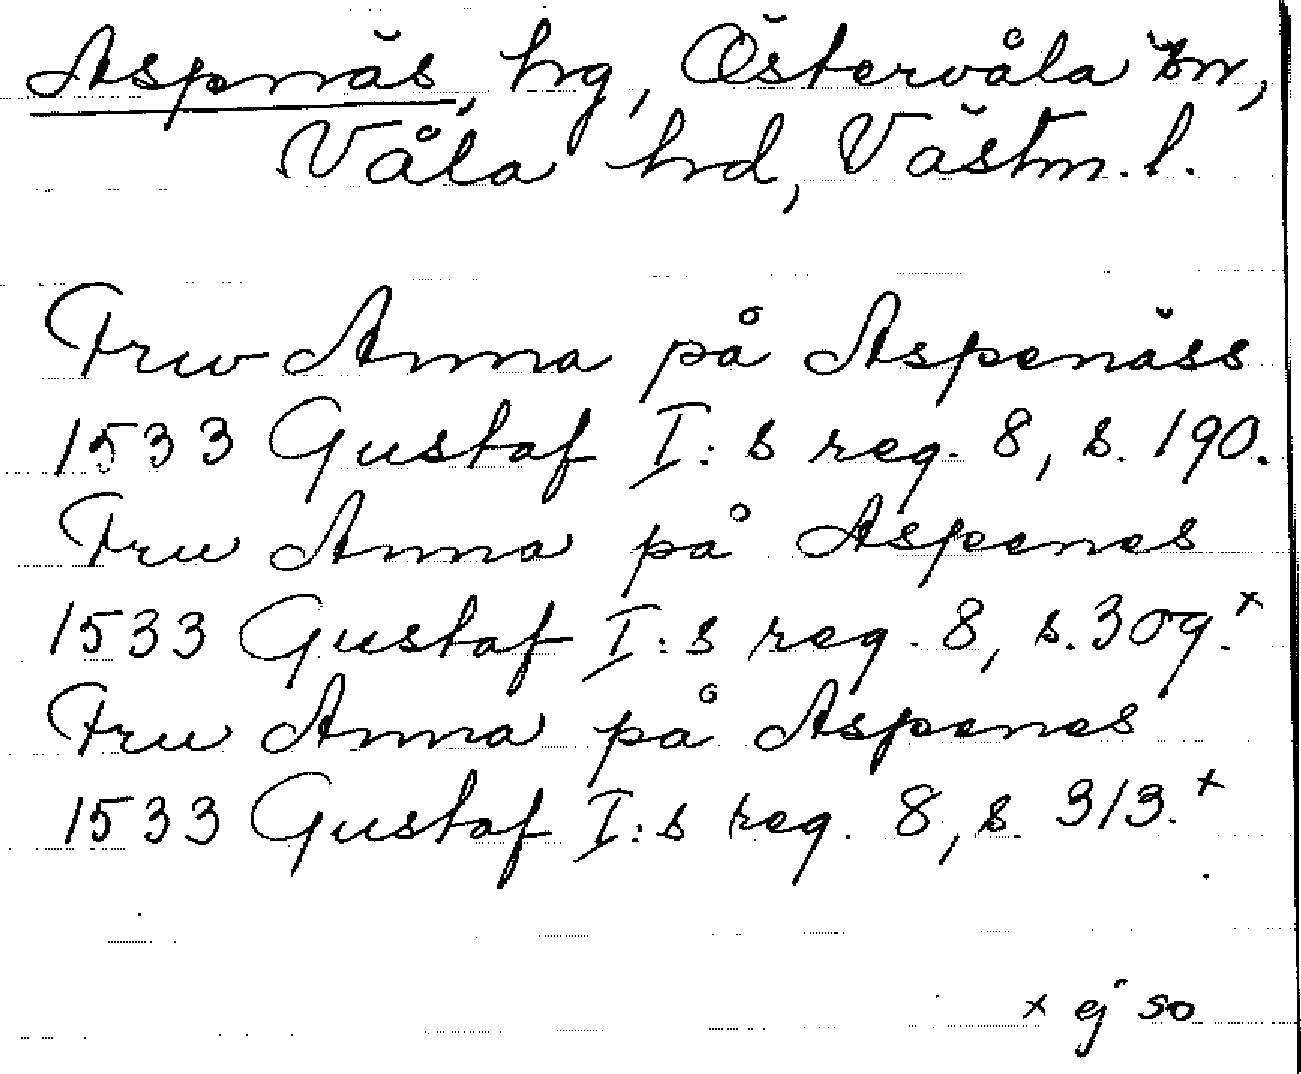 Aspnäs, hg, Östervåla sn,
Våla hd, Västm. l.
Frw Anna på Aspenäss
1533 Gustaf I:s reg. 8, s. 190.
Fru Anna på Aspenes
1533 Gustaf I:s reg. 8, s. 309.x
Fru Anna på Aspenes
1533 Gustaf I:s reg. 8, s. 313.x
x ej so